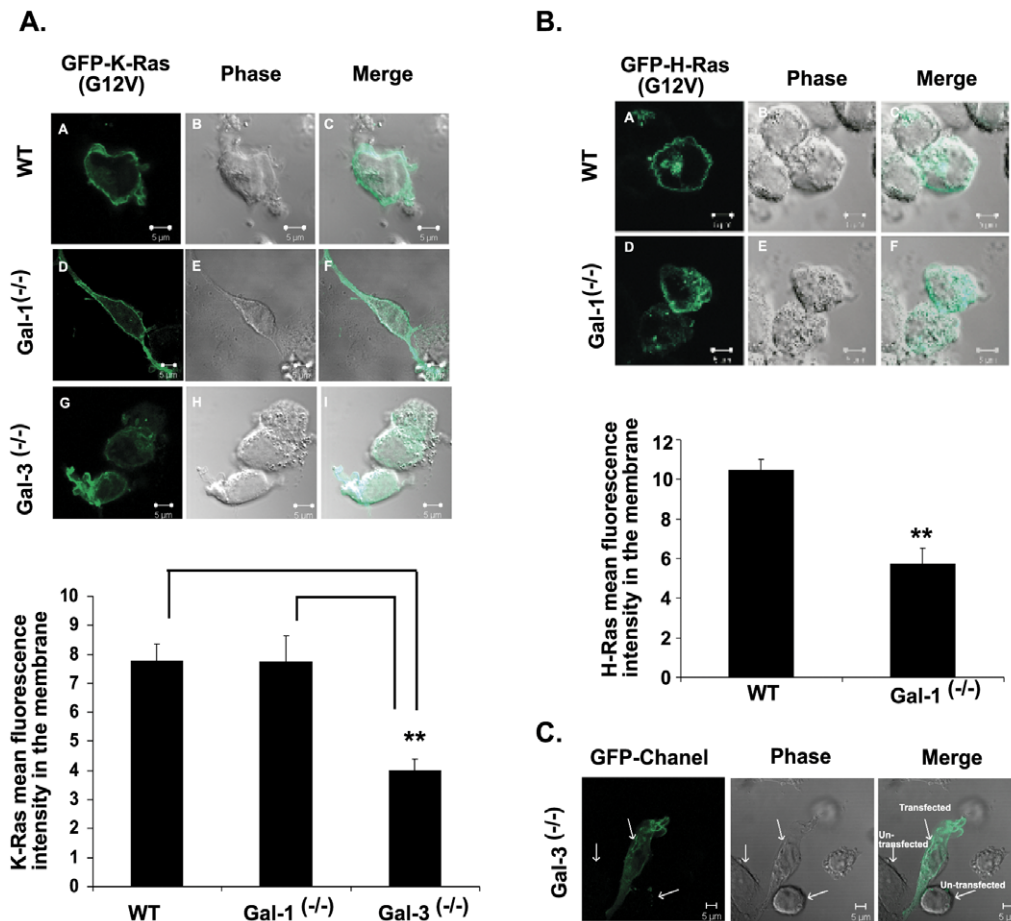 A.
GFP-K-Ras
(G12V)
Phase
Merge
WT
A
B
C
5 µm
5 µm
5 µm
Gal-1(-/-)
D
E
F
5 µm
5 µm
5 µm
Gal-3 (-/-)
G
H
I
5 µm
5 µm
5 µm
K-Ras mean fluorescence
intensity in the membrane
10
9
8
7
6
5
4
3
2
1
0
**
WT
Gal-1 (-/-)
Gal-3 (-/-)
B.
GFP-H-Ras
(G12V)
Phase
Merge
WT
A
B
C
Gal-1(-/-)
D
E
F
H-Ras mean fluorescence
intensity in the membrane
12
10
8
6
4
2
0
**
WT
Gal-1 (-/-)
C.
GFP-Chanel
Phase
Merge
Gal-3 (-/-)
5 µm
5 µm
Transfected
Un-
transfected
Un-transfected
5 µm